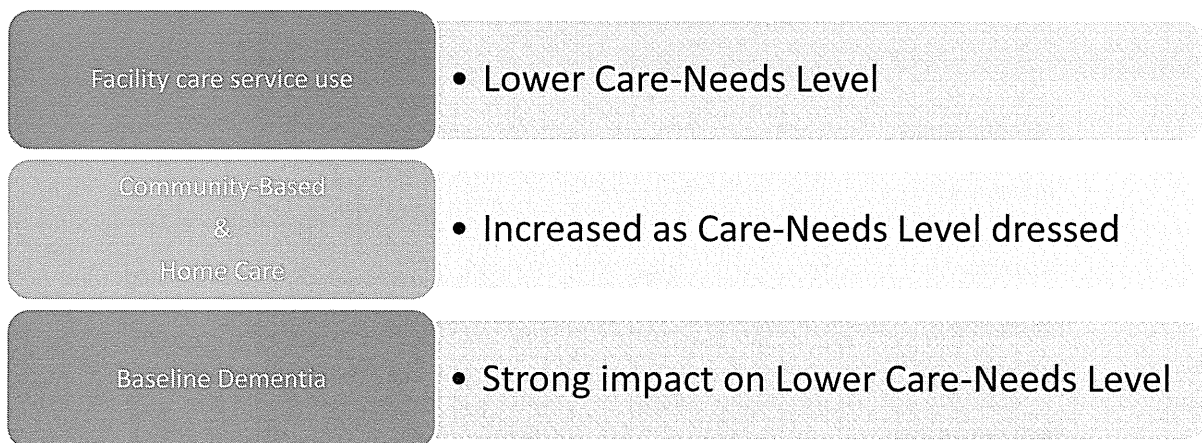 Facility care service use
• Lower Care-Needs Level
Community-Based
&
Home Care
• Increased as Care-Needs Level dressed
Baseline Dementia
• Strong impact on Lower Care-Needs Level